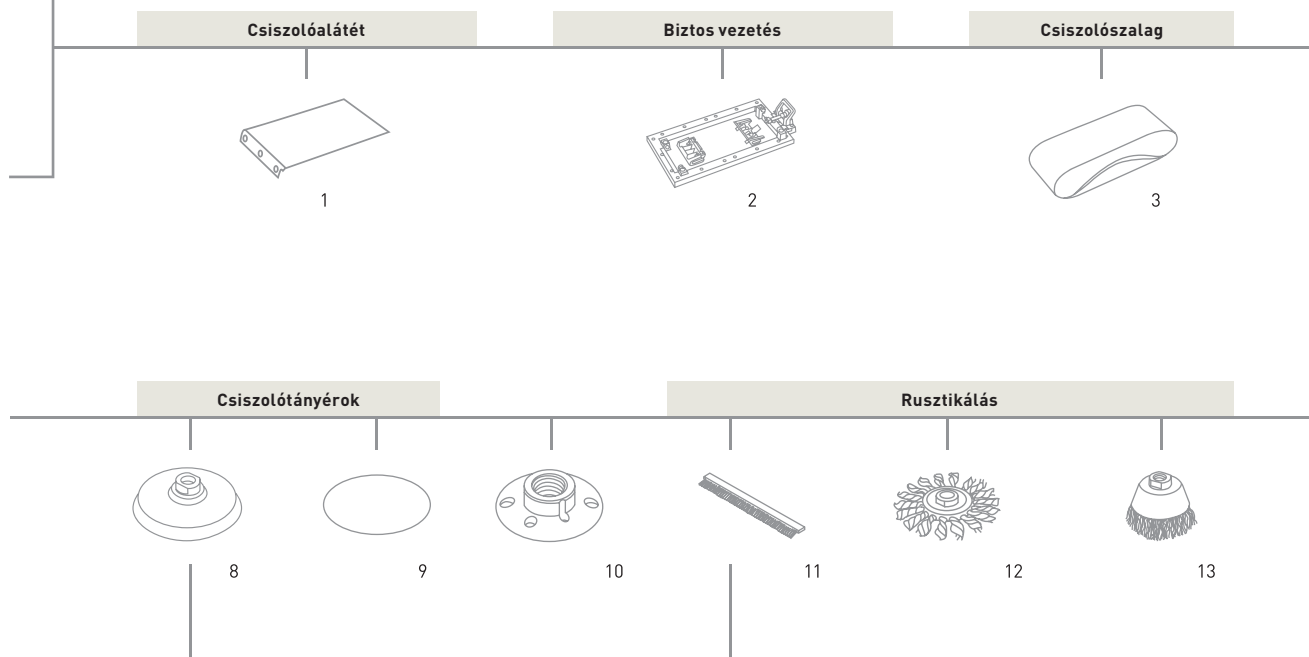 Csiszolóalátét
Biztos vezetés
Csiszolószalag
1
2
3
Csiszolótányérok
Rusztikálás
8
9
10
11
12
13